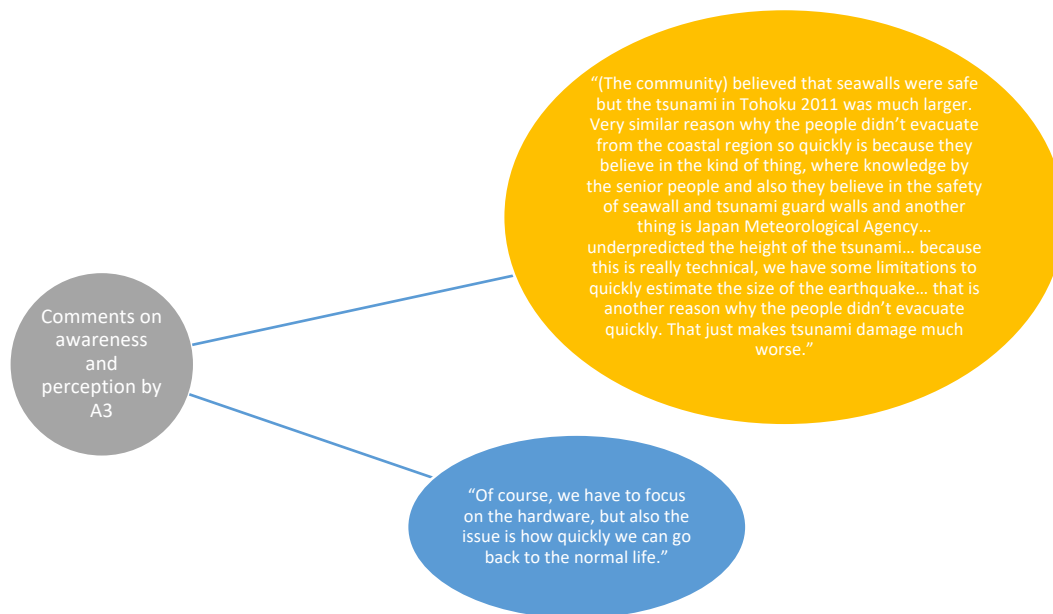 “(The community) believed that seawalls were safe
but the tsunami in Tohoku 2011 was much larger.
Very similar reason why the people didn’t evacuate
from the coastal region so quickly is because they
believe in the kind of thing, where knowledge by
the senior people and also they believe in the safety
of seawall and tsunami guard walls and another
thing is Japan Meteorological Agency…
underpredicted the height of the tsunami… because
this is really technical, we have some limitations to
quickly estimate the size of the earthquake… that is
another reason why the people didn’t evacuate
quickly. That just makes tsunami damage much
worse.”
Comments on
awareness
and
perception by
A3
“Of course, we have to focus
on the hardware, but also the
issue is how quickly we can go
back to the normal life.”